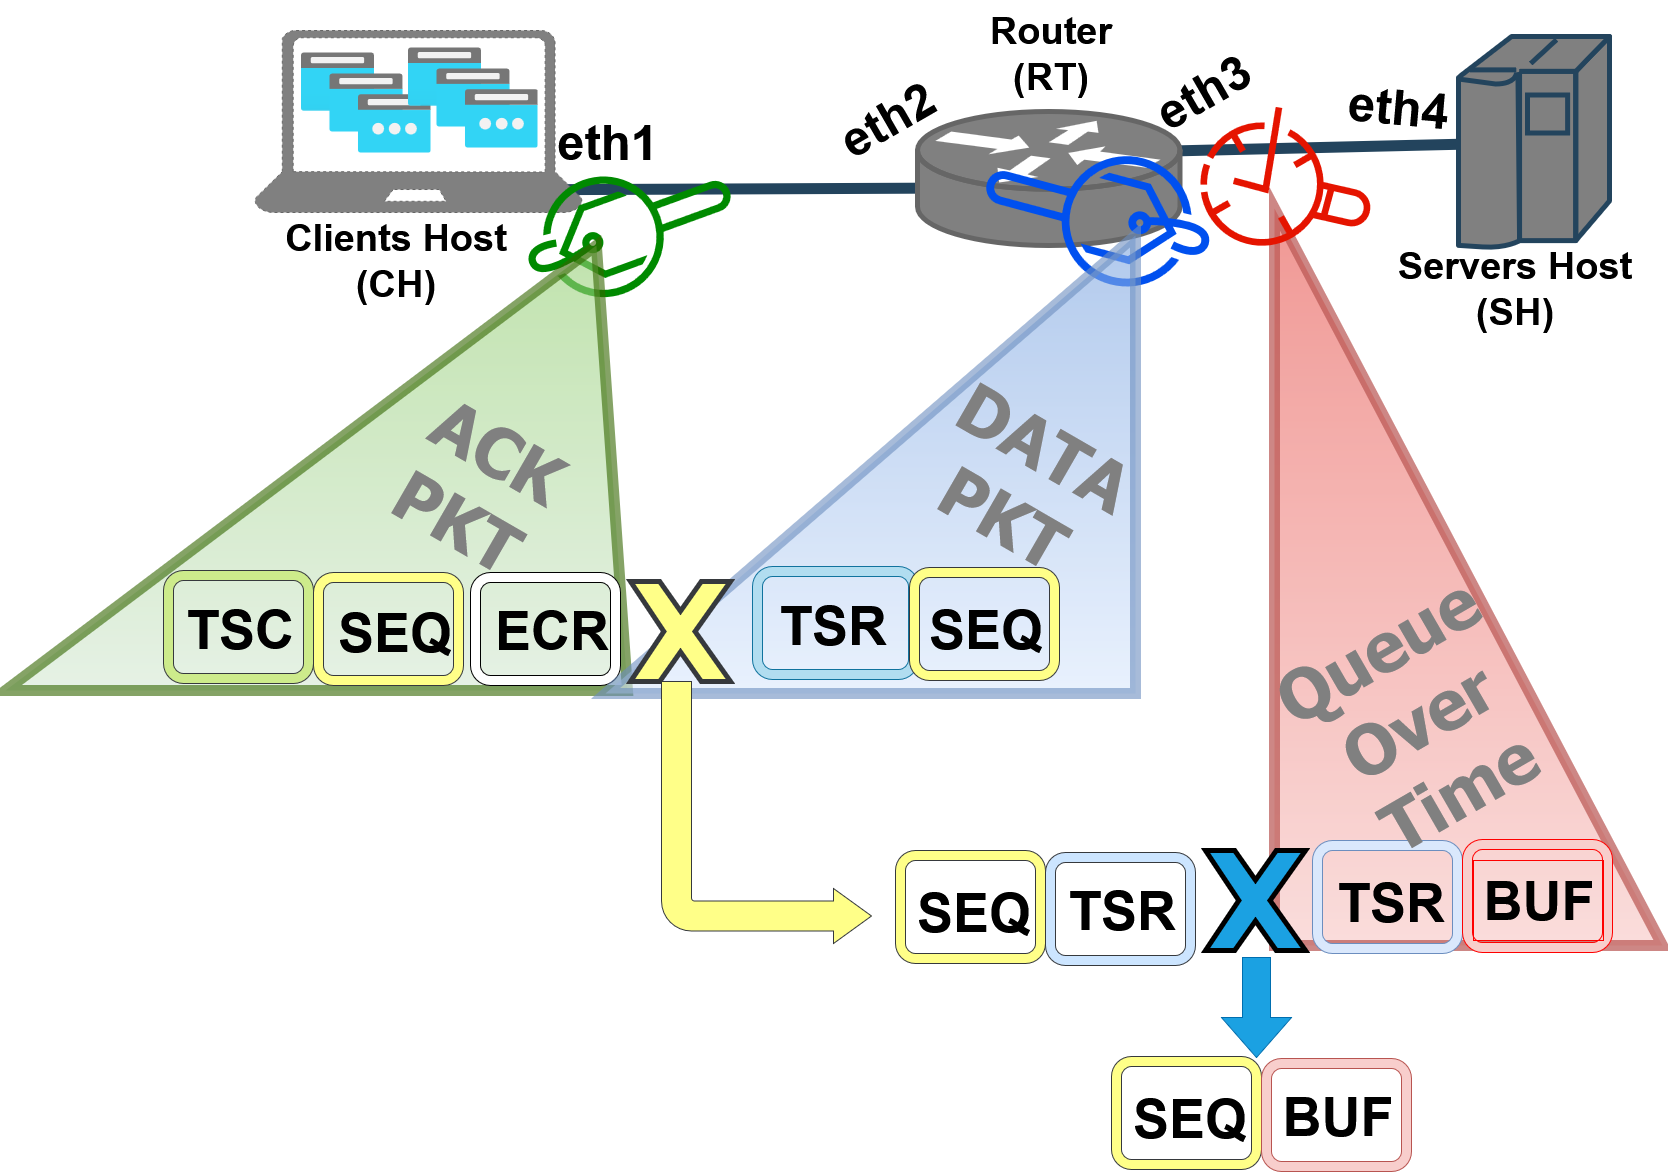 Router
(RT)
eth1
eth2
eth3
eth4
Clients Host
(CH)
Servers Host
(SH)
ACK
PKT
DATA
PKT
Queue
Over
Time
TSC SEQ ECR X TSR SEQ
SEQ TSR X TSR BUF
SEQ BUF